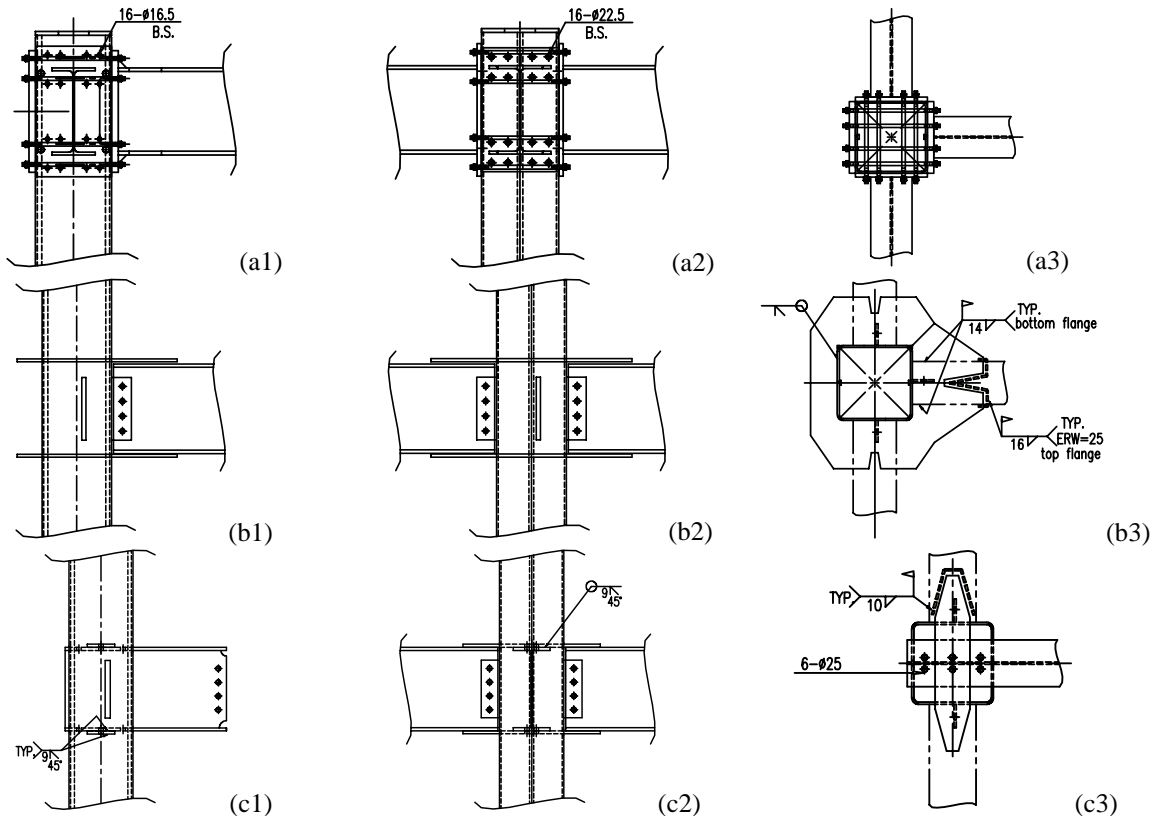 16-ø16.5
B.S.
16-ø22.5
B.S.
(a1)
(a2)
(a3)
TYP.
14
bottom flange
TYP.
ERW=25
16
top flange
(b1)
(b2)
(b3)
9
45°
TYP.
10
6-ø25
TYP.
9
45°
(c1)
(c2)
(c3)